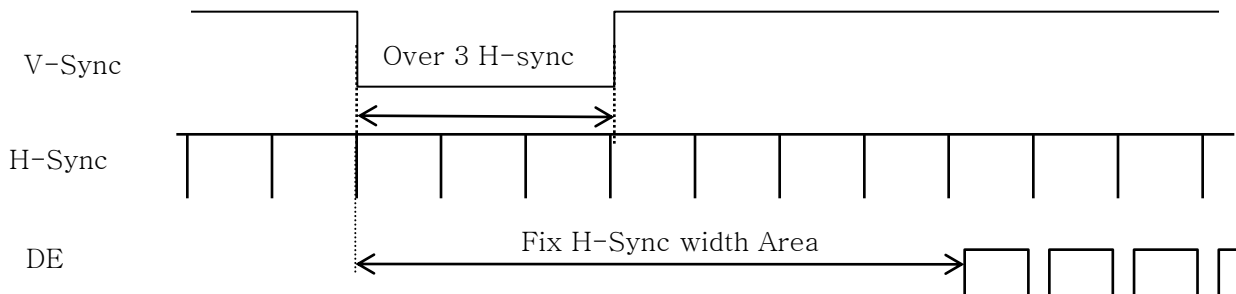 V-Sync
Over 3 H-sync
H-Sync
Fix H-Sync width Area
DE